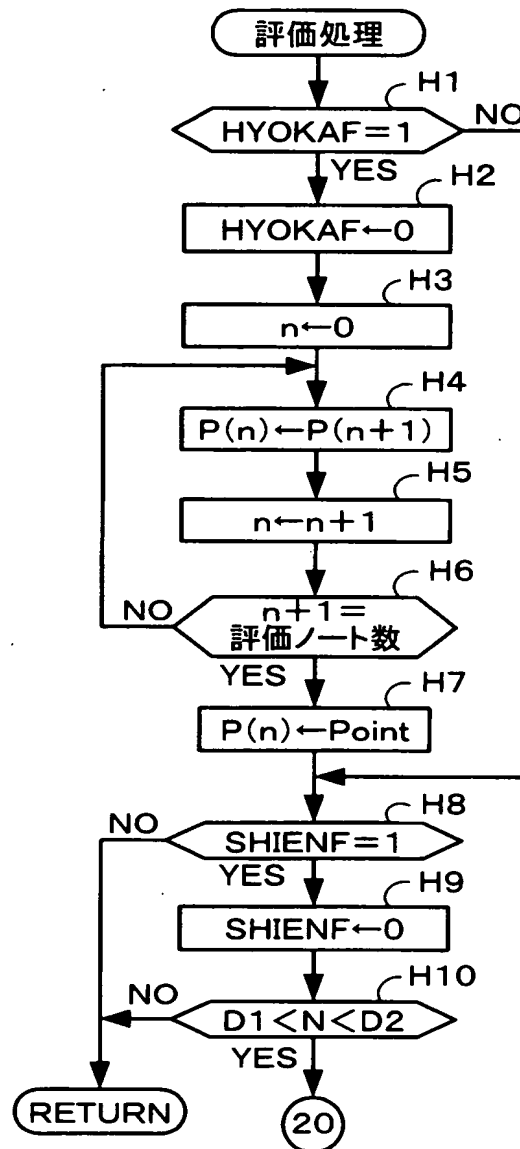 評価処理
H1
HYOKAF=1
NO
YES
H2
HYOKAF←0
H3
n←0
H4
P(n)←P(n+1)
H5
n←n+1
H6
n+1=
評価ノート数
NO
YES
H7
P(n)←Point
H8
SHIENF=1
NO
YES
H9
SHIENF←0
H10
D1<N<D2
NO
YES
RETURN
20